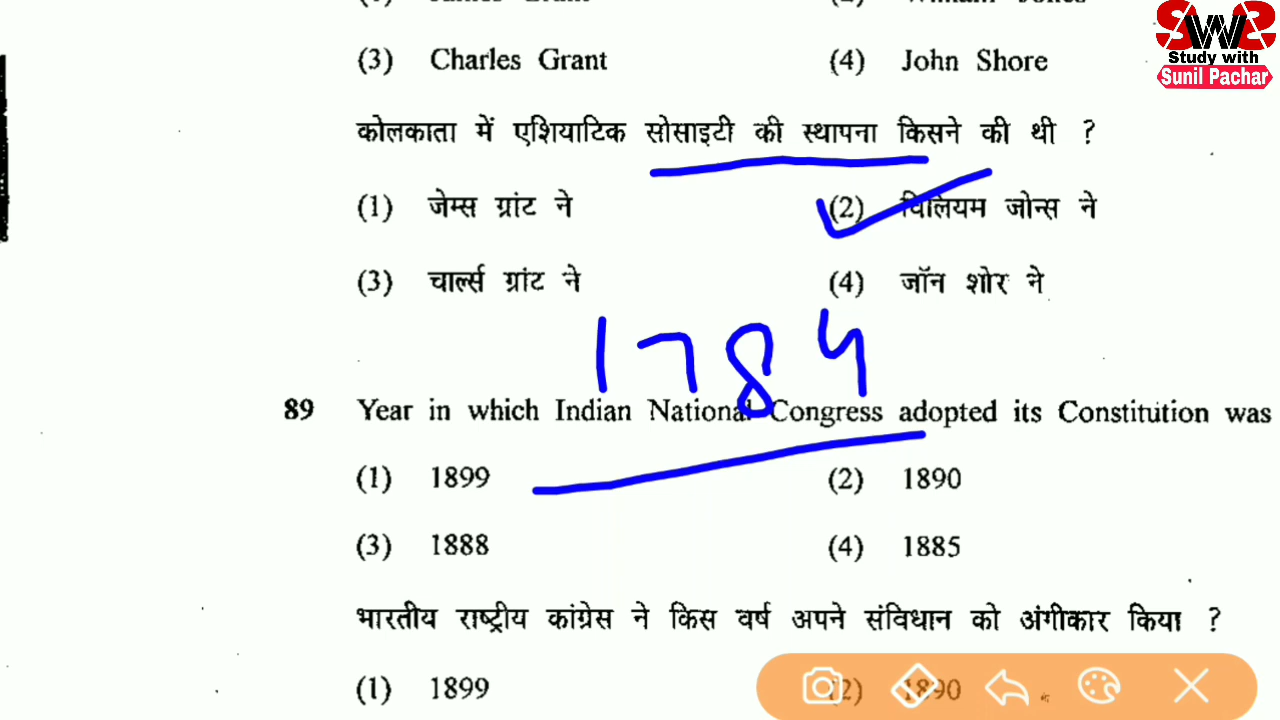 (3) Charles Grant (4) John Shore
कोलकाता में एशियाटिक सोसाइटी की स्थापना किसने की थी ?
(1) जेम्स ग्रांट ने (2) विलियम जोन्स ने
(3) चार्ल्स ग्रांट ने (4) जॉन शोर ने
1784
89 Year in which Indian National Congress adopted its Constitution was
(1) 1899 (2) 1890
(3) 1888 (4) 1885
भारतीय राष्ट्रीय कांग्रेस ने किस वर्ष अपने संविधान को अंगीकार किया ?
(1) 1899 (2) 1890
SWS
Study with
Sunil Pachar